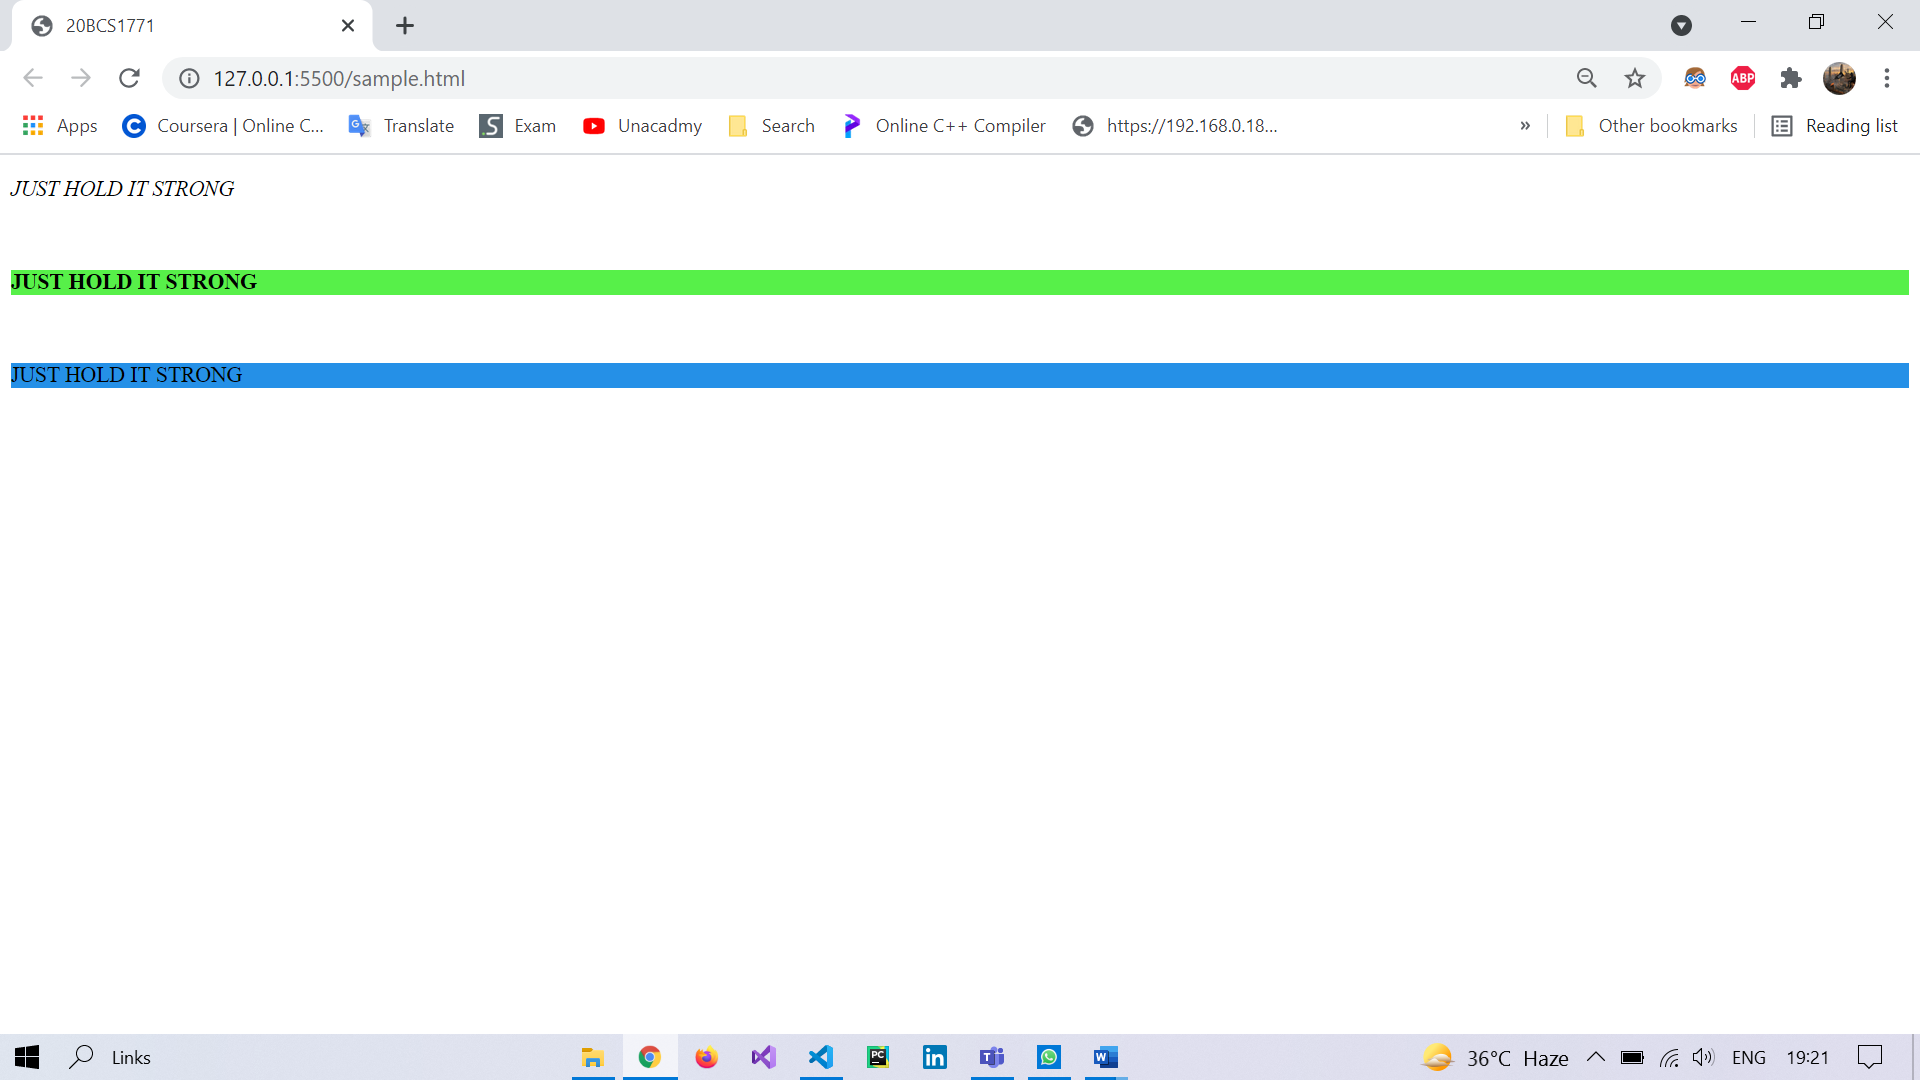 20BCS1771
127.0.0.1:5500/sample.html
ABP
Apps Coursera | Online C... Translate Exam Unacadmy Search Online C++ Compiler https://192.168.0.18... » Other bookmarks Reading list
JUST HOLD IT STRONG
JUST HOLD IT STRONG
JUST HOLD IT STRONG
Links 36°C Haze ENG 19:21